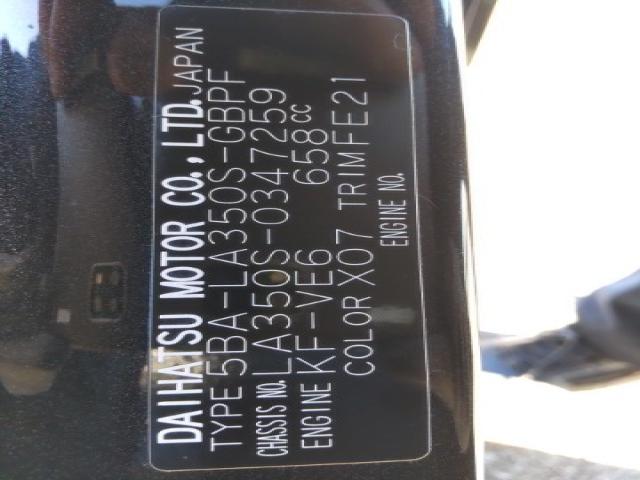 DAIHATSU MOTOR CO., LTD. JAPAN
TYPE 5BA-LA350S-GBPF
CHASSIS NO. LA350S-0347259
ENGINE KF-VE6 658CC
COLOR X07 TRIM FE21
ENGINE NO.